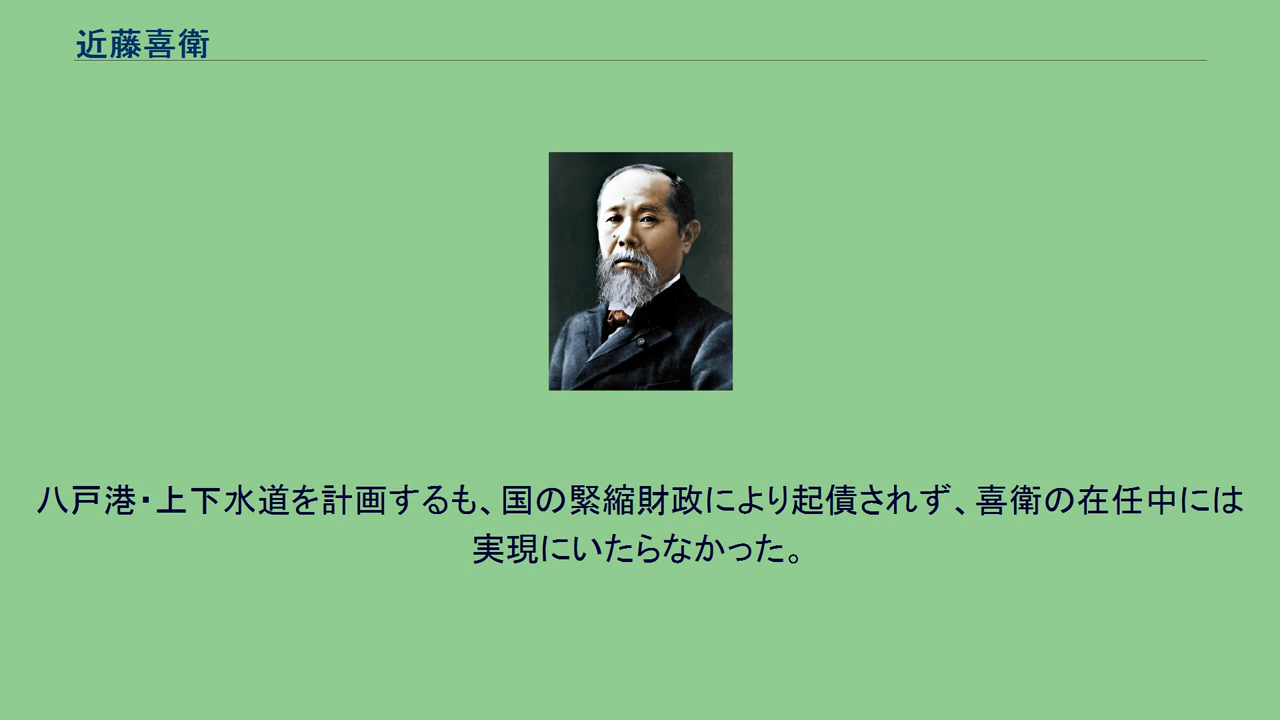 近藤喜衛
八戸港・上下水道を計画するも、国の緊縮財政により起債されず、喜衛の在任中には
実現にいたらなかった。